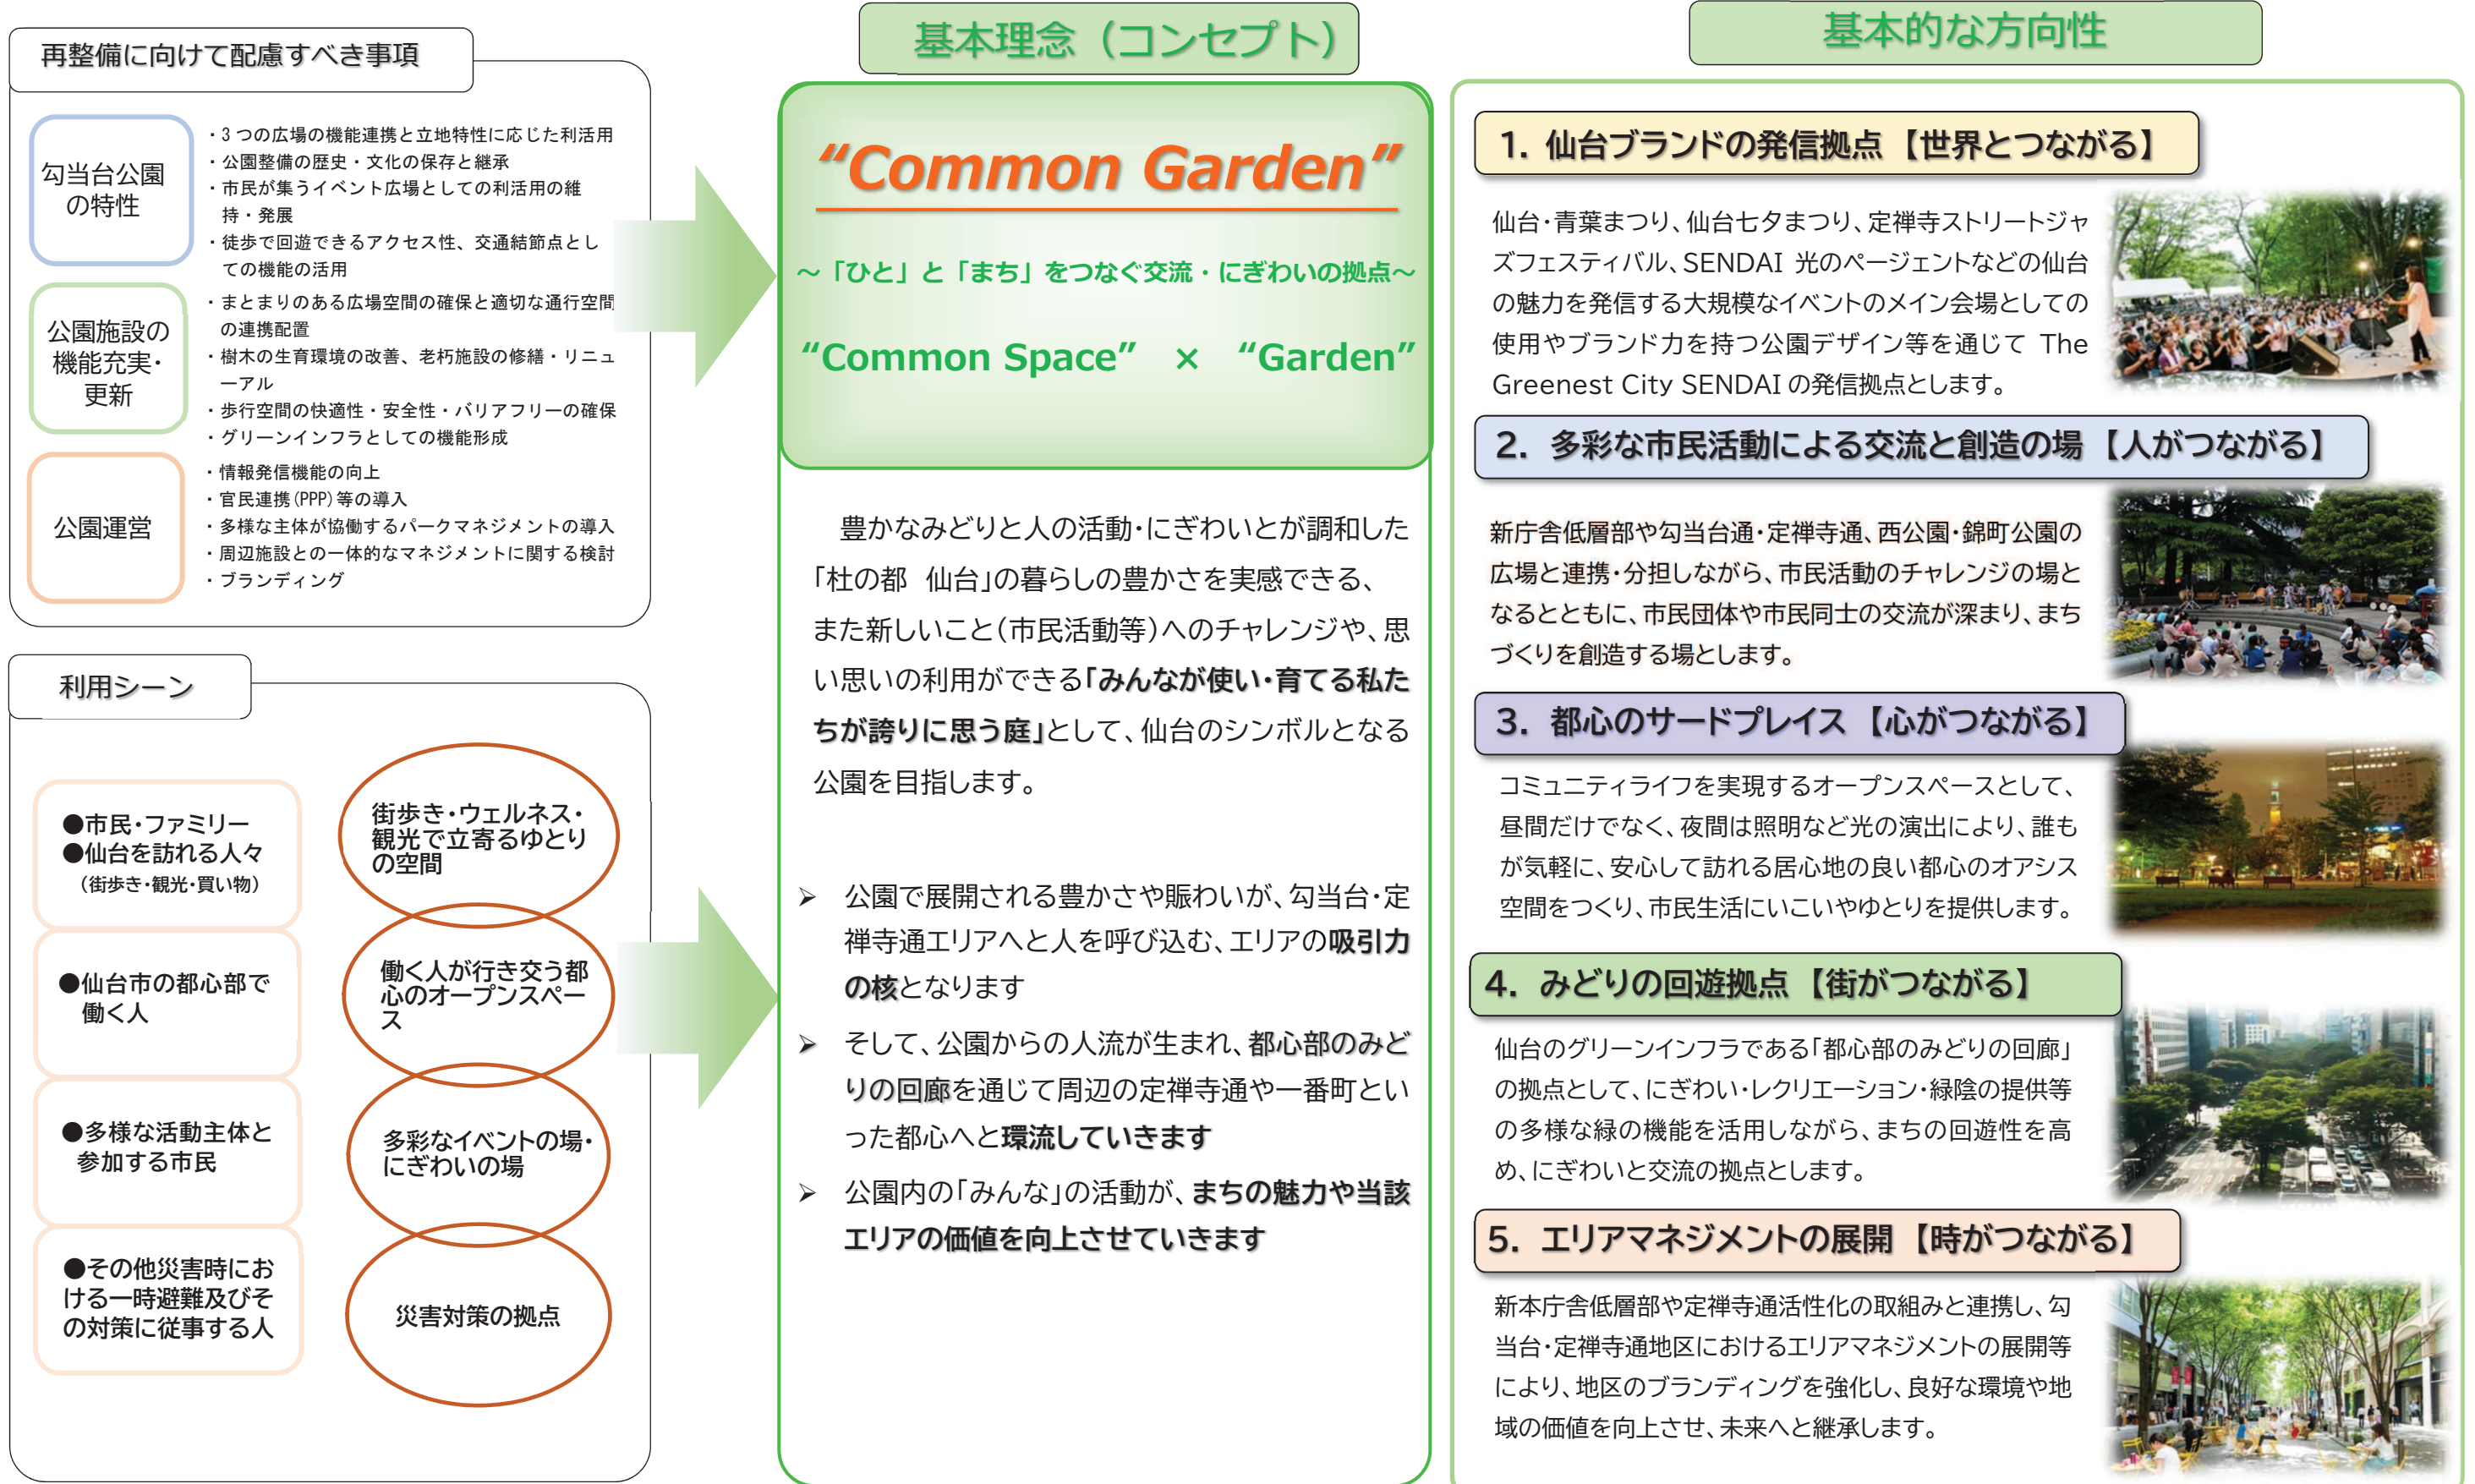 再整備に向けて配慮すべき事項
勾当台公園
の特性
・3つの広場の機能連携と立地特性に応じた利活用
・公園整備の歴史・文化の保存と継承
・市民が集うイベント広場としての利活用の維
持・発展
・徒歩で回遊できるアクセス性、交通結節点とし
ての機能の活用
公園施設の
機能充実・
更新
・まとまりのある広場空間の確保と適切な通行空間
の連携配置
・樹木の生育環境の改善、老朽施設の修繕・リニュ
ーアル
・歩行空間の快適性・安全性・バリアフリーの確保
・グリーンインフラとしての機能形成
公園運営
・情報発信機能の向上
・官民連携(PPP)等の導入
・多様な主体が協働するパークマネジメントの導入
・周辺施設との一体的なマネジメントに関する検討
・ブランディング
利用シーン
●市民・ファミリー
●仙台を訪れる人々
（街歩き・観光・買い物）
街歩き・ウェルネス・
観光で立寄るゆとり
の空間
●仙台市の都心部で
働く人
働く人が行き交う都
心のオープンスペー
ス
●多様な活動主体と
参加する市民
多彩なイベントの場・
にぎわいの場
●その他災害時にお
ける一時避難及びそ
の対策に従事する人
災害対策の拠点
基本理念（コンセプト）
“Common Garden”
～「ひと」と「まち」をつなぐ交流・にぎわいの拠点～
“Common Space” × “Garden”
豊かなみどりと人の活動・にぎわいとが調和した
「杜の都 仙台」の暮らしの豊かさを実感できる、
また新しいこと（市民活動等）へのチャレンジや、思
い思いの利用ができる「みんなが使い・育てる私た
ちが誇りに思う庭」として、仙台のシンボルとなる
公園を目指します。
➢ 公園で展開される豊かさや賑わいが、勾当台・定
禅寺通エリアへと人を呼び込む、エリアの吸引力
の核となります
➢ そして、公園からの人流が生まれ、都心部のみど
りの回廊を通じて周辺の定禅寺通や一番町とい
った都心へと環流していきます
➢ 公園内の「みんな」の活動が、まちの魅力や当該
エリアの価値を向上させていきます
基本的な方向性
1. 仙台ブランドの発信拠点【世界とつながる】
仙台・青葉まつり、仙台七夕まつり、定禅寺ストリートジャ
ズフェスティバル、SENDAI 光のページェントなどの仙台
の魅力を発信する大規模なイベントのメイン会場としての
使用やブランド力を持つ公園デザイン等を通じて The
Greenest City SENDAI の発信拠点とします。
2. 多彩な市民活動による交流と創造の場【人がつながる】
新庁舎低層部や勾当台通・定禅寺通、西公園・錦町公園の
広場と連携・分担しながら、市民活動のチャレンジの場と
なるとともに、市民団体や市民同士の交流が深まり、まち
づくりを創造する場とします。
3. 都心のサードプレイス【心がつながる】
コミュニティライフを実現するオープンスペースとして、
昼間だけでなく、夜間は照明など光の演出により、誰も
が気軽に、安心して訪れる居心地の良い都心のオアシス
空間をつくり、市民生活にいこいやゆとりを提供します。
4. みどりの回遊拠点【街がつながる】
仙台のグリーンインフラである「都心部のみどりの回廊」
の拠点として、にぎわい・レクリエーション・緑陰の提供等
の多様な緑の機能を活用しながら、まちの回遊性を高
め、にぎわいと交流の拠点とします。
5. エリアマネジメントの展開【時がつながる】
新本庁舎低層部や定禅寺通活性化の取組みと連携し、勾
当台・定禅寺通地区におけるエリアマネジメントの展開等
により、地区のブランディングを強化し、良好な環境や地
域の価値を向上させ、未来へと継承します。